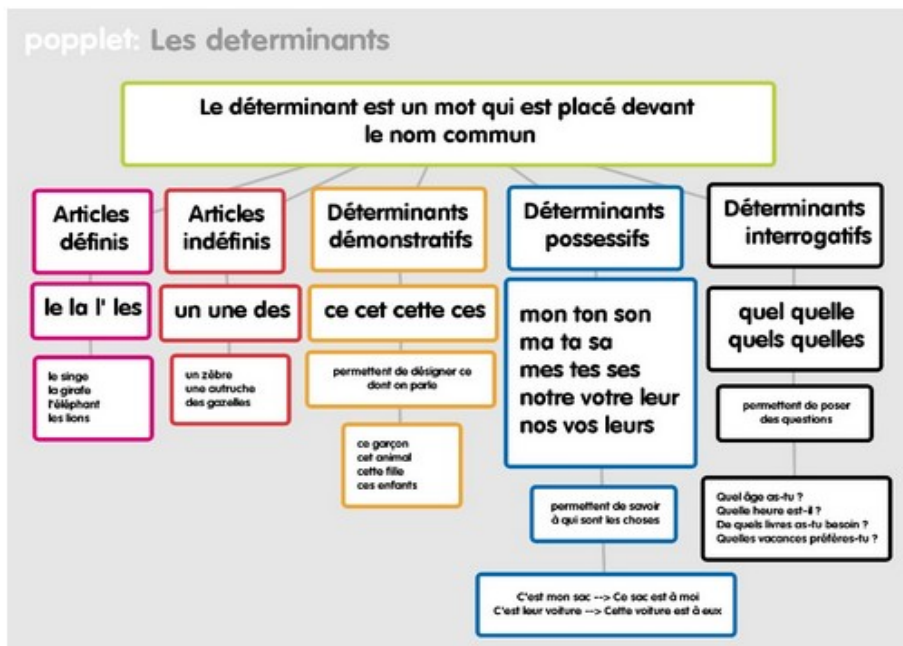 popplet: Les determinants
Le déterminant est un mot qui est placé devant
le nom commun
Articles
définis
le la l' les
le singe
la girafe
l'éléphant
les lions
Articles
indéfinis
un une des
un zèbre
une autruche
des gazelles
Déterminants
démonstratifs
ce cet cette ces
permettent de désigner ce
dont on parle
ce garçon
cet animal
cette fille
ces enfants
Déterminants
possessifs
mon ton son
ma ta sa
mes tes ses
notre votre leur
nos vos leurs
permettent de savoir
à qui sont les choses
C'est mon sac --> Ce sac est à moi
C'est leur voiture --> Cette voiture est à eux
Déterminants
interrogatifs
quel quelle
quels quelles
permettent de poser
des questions
Quel âge as-tu ?
Quelle heure est-il ?
De quels livres as-tu besoin ?
Quelles vacances préfères-tu ?